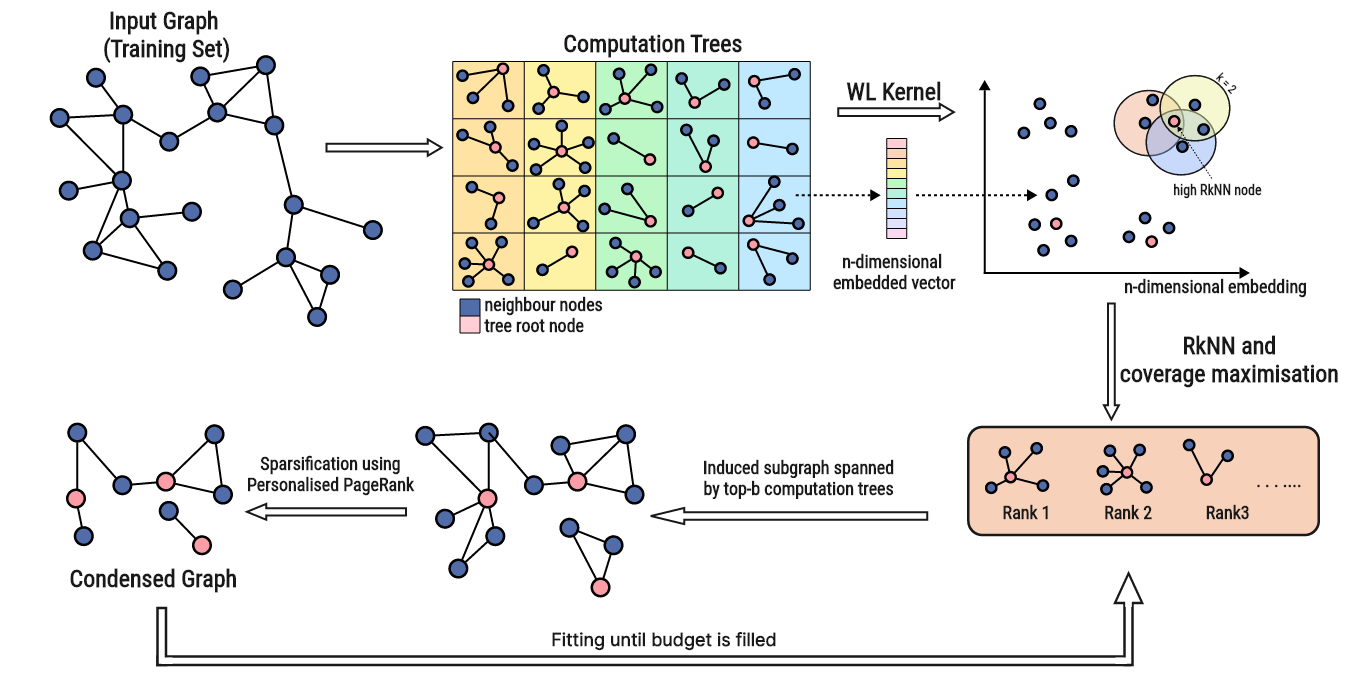 Input Graph
(Training Set)
Computation Trees
WL Kernel
k = 2
high RkNN node
n-dimensional
embedded vector
n-dimensional embedding
neighbour nodes
tree root node
RkNN and
coverage maximisation
Sparsification using
Personalised PageRank
Induced subgraph spanned
by top-b computation trees
Rank 1
Rank 2
Rank3
. . . ....
Condensed Graph
Fitting until budget is filled